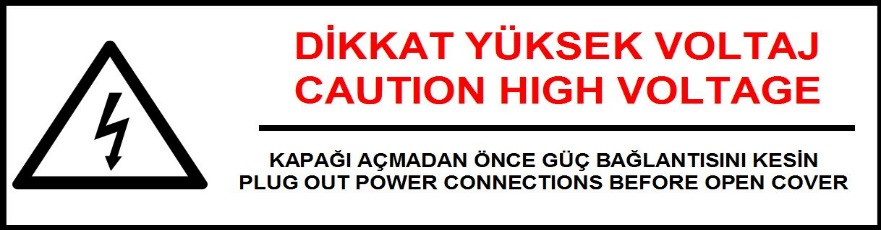 DİKKAT YÜKSEK VOLTAJ
CAUTION HIGH VOLTAGE
KAPAĞI AÇMADAN ÖNCE GÜÇ BAĞLANTISINI KESİN
PLUG OUT POWER CONNECTIONS BEFORE OPEN COVER